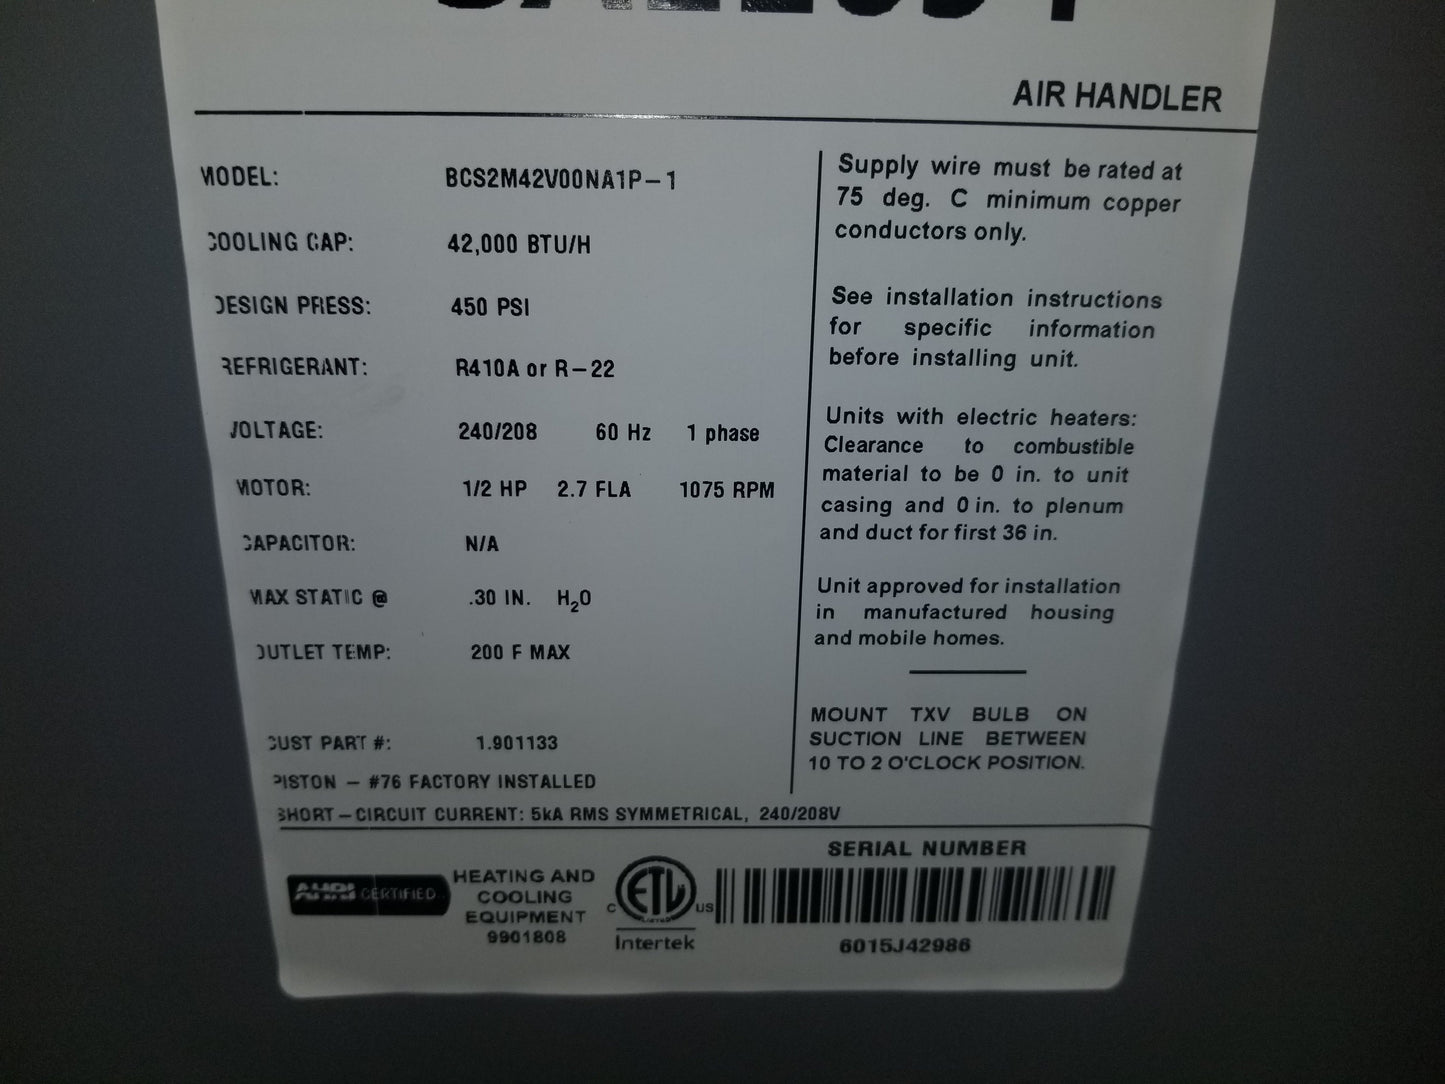 AIR HANDLER
MODEL: BCS2M42V00NA1P-1
COOLING CAP: 42,000 BTU/H
DESIGN PRESS: 450 PSI
REFRIGERANT: R410A or R-22
VOLTAGE: 240/208 60 Hz 1 phase
MOTOR: 1/2 HP 2.7 FLA 1075 RPM
CAPACITOR: N/A
MAX STATIC @ .30 IN. H2O
OUTLET TEMP: 200 F MAX
CUST PART #: 1.901133
PISTON - #76 FACTORY INSTALLED
SHORT-CIRCUIT CURRENT: 5kA RMS SYMMETRICAL, 240/208V
Supply wire must be rated at
75 deg. C minimum copper
conductors only.
See installation instructions
for specific information
before installing unit.
Units with electric heaters:
Clearance to combustible
material to be 0 in. to unit
casing and 0 in. to plenum
and duct for first 36 in.
Unit approved for installation
in manufactured housing
and mobile homes.
MOUNT TXV BULB ON
SUCTION LINE BETWEEN
10 TO 2 O'CLOCK POSITION.
AHRI CERTIFIED
HEATING AND
COOLING
EQUIPMENT
9901808
C ETL US
LISTED
Intertek
SERIAL NUMBER
6015J42986